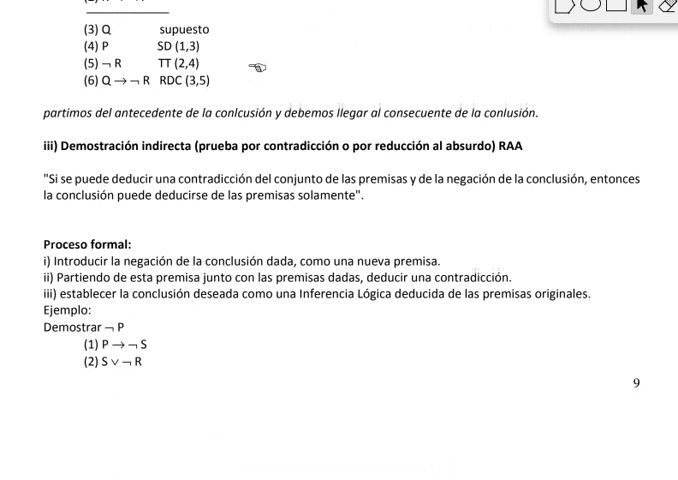 (3) Q supuesto
(4) P SD (1,3)
(5) ¬ R TT (2,4)
(6) Q → ¬ R RDC (3,5)
partimos del antecedente de la conlcusión y debemos llegar al consecuente de la conlusión.
iii) Demostración indirecta (prueba por contradicción o por reducción al absurdo) RAA
"Si se puede deducir una contradicción del conjunto de las premisas y de la negación de la conclusión, entonces
la conclusión puede deducirse de las premisas solamente".
Proceso formal:
i) Introducir la negación de la conclusión dada, como una nueva premisa.
ii) Partiendo de esta premisa junto con las premisas dadas, deducir una contradicción.
iii) establecer la conclusión deseada como una Inferencia Lógica deducida de las premisas originales.
Ejemplo:
Demostrar ¬ P
(1) P → ¬ S
(2) S ∨ ¬ R
9